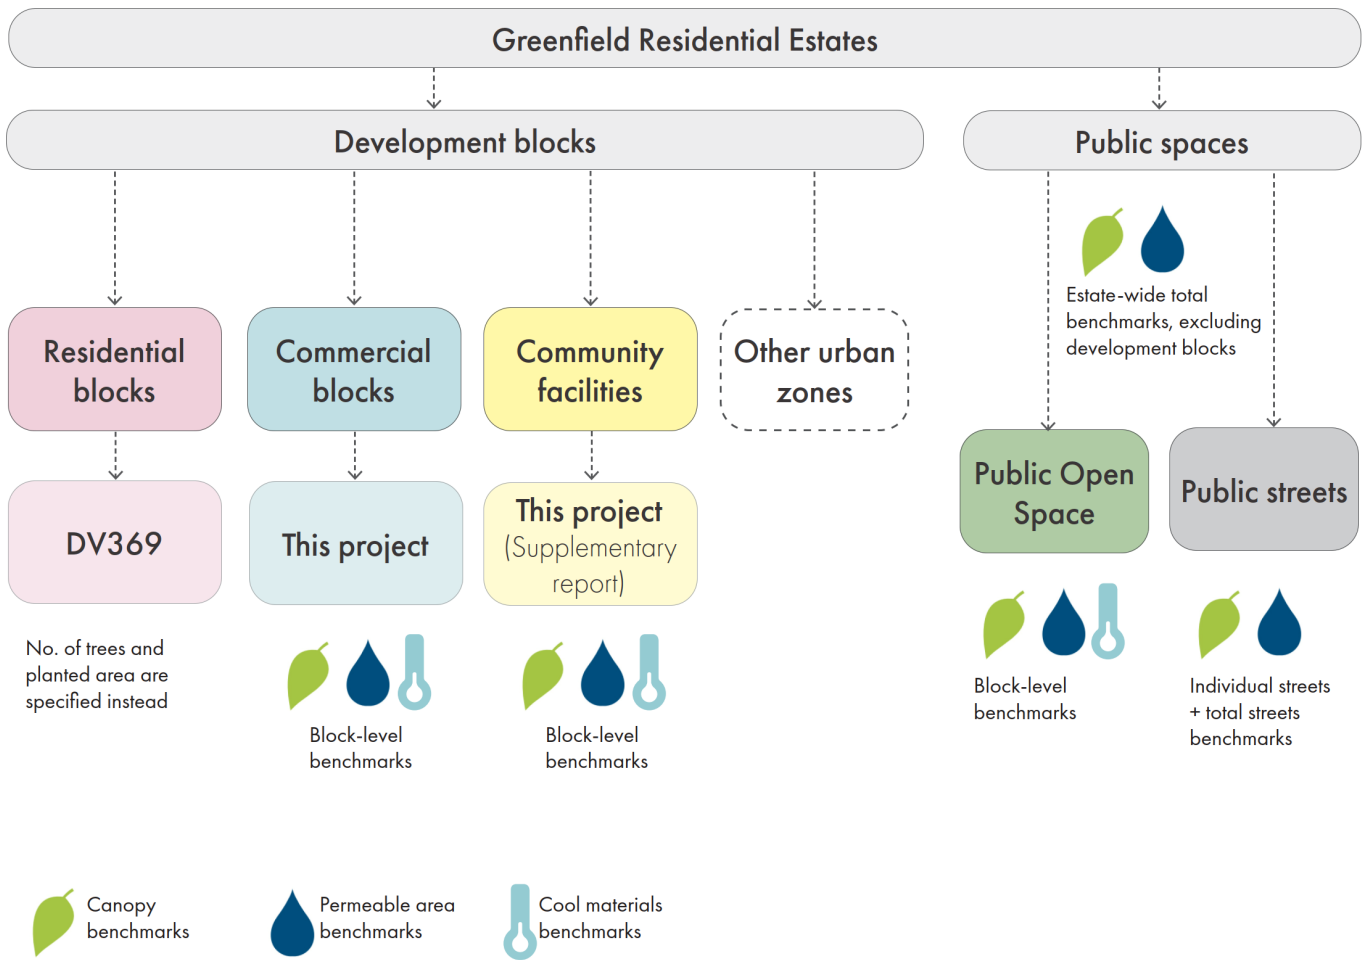 Greenfield Residential Estates
Development blocks
Public spaces
Estate-wide total
benchmarks, excluding
development blocks
Residential
blocks
Commercial
blocks
Community
facilities
Other urban
zones
Public Open
Space
Public streets
DV369
This project
This project
(Supplementary
report)
No. of trees and
planted area are
specified instead
Block-level
benchmarks
Block-level
benchmarks
Block-level
benchmarks
Individual streets
+ total streets
benchmarks
Canopy
benchmarks
Permeable area
benchmarks
Cool materials
benchmarks